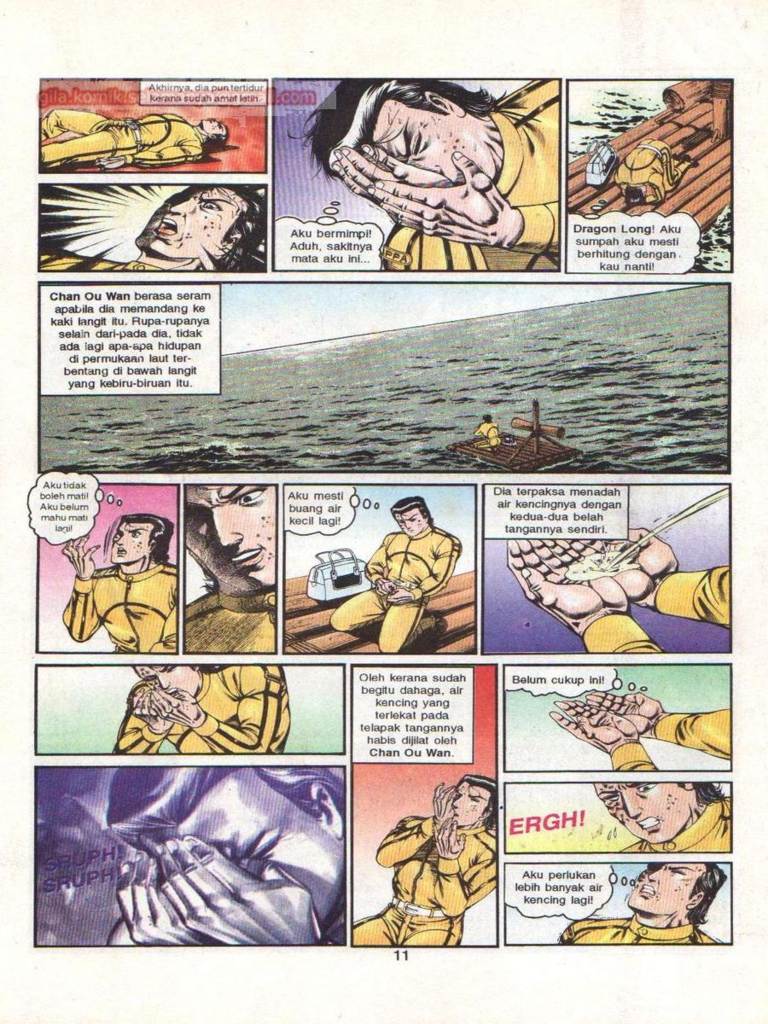 Akhirnya, dia pun tertidur
kerana sudah amat letih.
gila-komik.
.com
Aku bermimpi!
Aduh, sakitnya
mata aku ini...
Dragon Long! Aku
sumpah aku mesti
berhitung dengan
kau nanti!
Chan Ou Wan berasa seram
apabila dia memandang ke
kaki langit itu. Rupa-rupanya
selain dari-pada dia, tidak
ada lagi apa-apa hidupan
di permukaan laut ter-
bentang di bawah langit
yang kebiru-biruan itu.
Aku tidak
boleh mati!
Aku belum
mahu mati
lagi!
Aku mesti
buang air
kecil lagi!
Dia terpaksa menadah
air kencingnya dengan
kedua-dua belah
tangannya sendiri.
Oleh kerana sudah
begitu dahaga, air
kencing yang
terlekat pada
telapak tangannya
habis dijilat oleh
Chan Ou Wan.
Belum cukup ini!
SRUPH!
SRUPH!
ERGH!
Aku perlukan
lebih banyak air
kencing lagi!
11